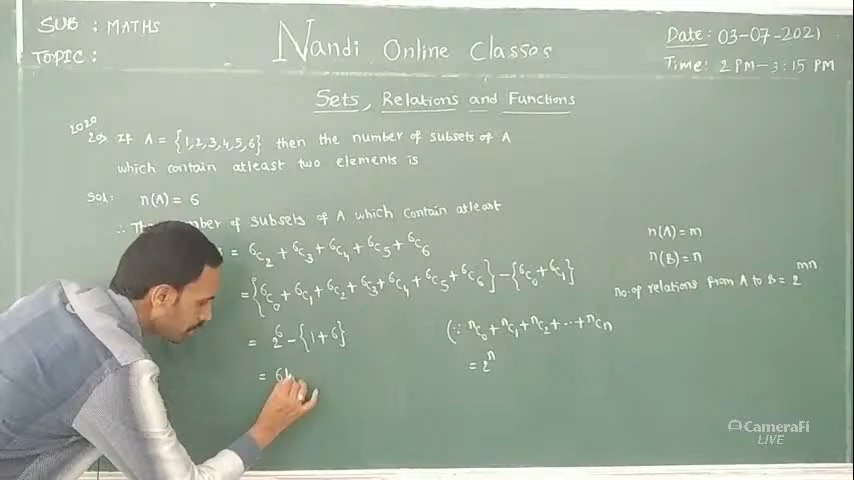 SUB : MATHS
TOPIC :
Nandi Online Classes
Date: 03-07-2021
Time: 2 PM-3:15 PM
Sets, Relations and Functions
2020
29) If A = {1,2,3,4,5,6} then the number of subsets of A
which contain atleast two elements is
Sol: n(A) = 6
∴ The number of subsets of A which contain atleast
= ⁶C₂ + ⁶C₃ + ⁶C₄ + ⁶C₅ + ⁶C₆
= {⁶C₀ + ⁶C₁ + ⁶C₂ + ⁶C₃ + ⁶C₄ + ⁶C₅ + ⁶C₆} - {⁶C₀ + ⁶C₁}
= 2⁶ - {1+6}
= 64
(∵ ⁿC₀ + ⁿC₁ + ⁿC₂ + ... + ⁿCₙ
= 2ⁿ
n(A) = m
n(B) = n
no. of relations from A to B = 2ᵐⁿ
CameraFi
LIVE